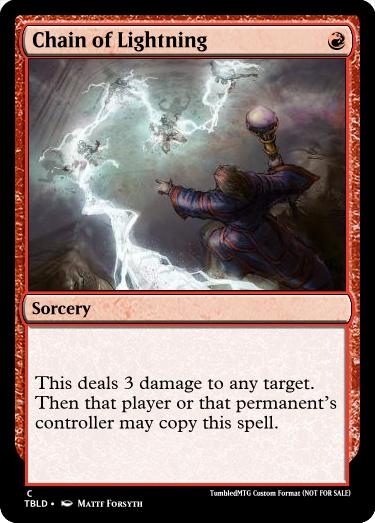 Chain of Lightning
Sorcery
This deals 3 damage to any target.
Then that player or that permanent's
controller may copy this spell.
C
TBLD • Matt Forsyth
TumbledMTG Custom Format (NOT FOR SALE)